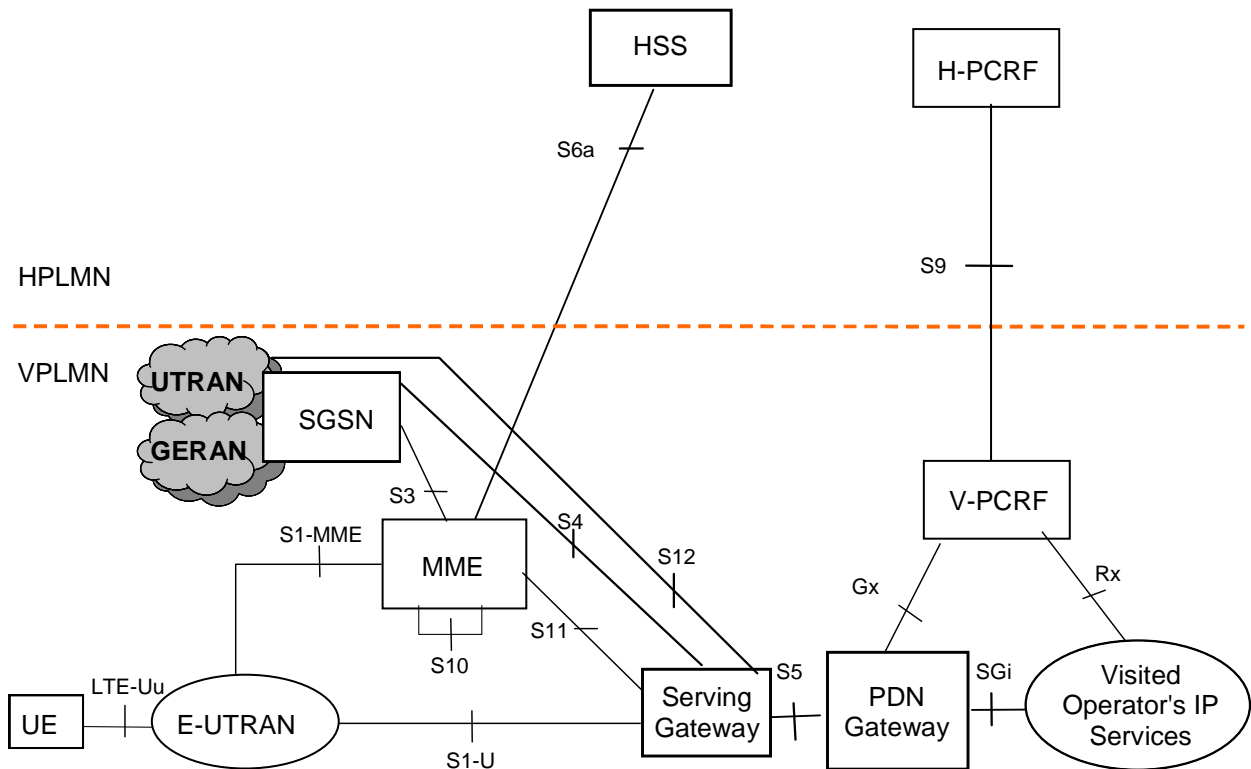 HSS
H-PCRF
S6a
S9
HPLMN
VPLMN
UTRAN
SGSN
GERAN
S3
S4
V-PCRF
S1-MME
MME
S12
Gx
Rx
S11
S10
S5
SGi
LTE-Uu
UE
E-UTRAN
S1-U
Serving
Gateway
PDN
Gateway
Visited
Operator's IP
Services